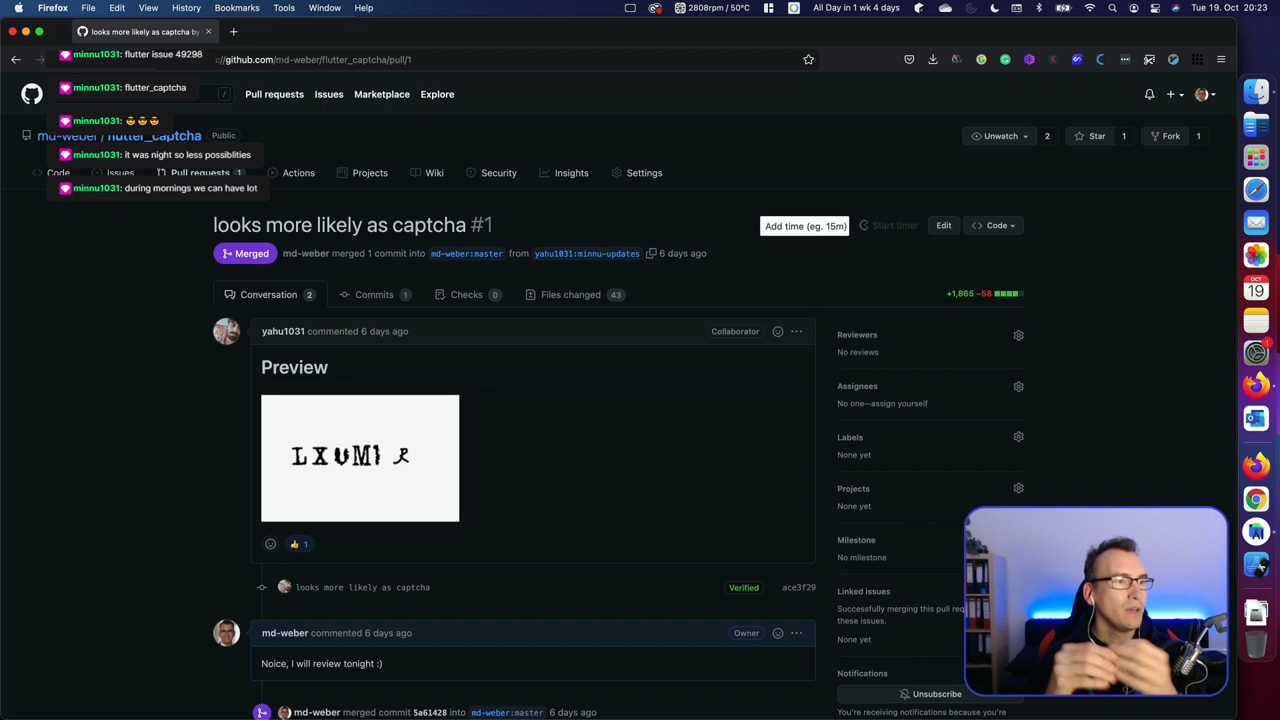 Firefox File Edit View History Bookmarks Tools Window Help
2808rpm / 50°C All Day in 1 wk 4 days Tue 19. Oct 20:23
looks more likely as captcha by
minnu1031: flutter issue 49298
github.com/md-weber/flutter_captcha/pull/1
minnu1031: flutter_captcha
/
Pull requests Issues Marketplace Explore
minnu1031: 😎 😎 😎
md-weber / flutter_captcha Public
Unwatch 2 Star 1 Fork 1
minnu1031: it was night so less possiblities
Code Issues Pull requests 1 Actions Projects Wiki Security Insights Settings
minnu1031: during mornings we can have lot
looks more likely as captcha #1
Add time (eg. 15m) Start timer Edit <> Code
Merged md-weber merged 1 commit into md-weber:master from yahu1031:minnu-updates 6 days ago
Conversation 2 Commits 1 Checks 0 Files changed 43
+1,865 −58
yahu1031 commented 6 days ago Collaborator
Preview
LXUMI R
👍 1
looks more likely as captcha Verified ace3f29
md-weber commented 6 days ago Owner
Noice, I will review tonight :)
md-weber merged commit 5a61428 into md-weber:master 6 days ago
Reviewers
No reviews
Assignees
No one—assign yourself
Labels
None yet
Projects
None yet
Milestone
No milestone
Linked issues
Successfully merging this pull req
these issues.
None yet
Notifications
Unsubscribe
You're receiving notifications because you're
OCT
19
1